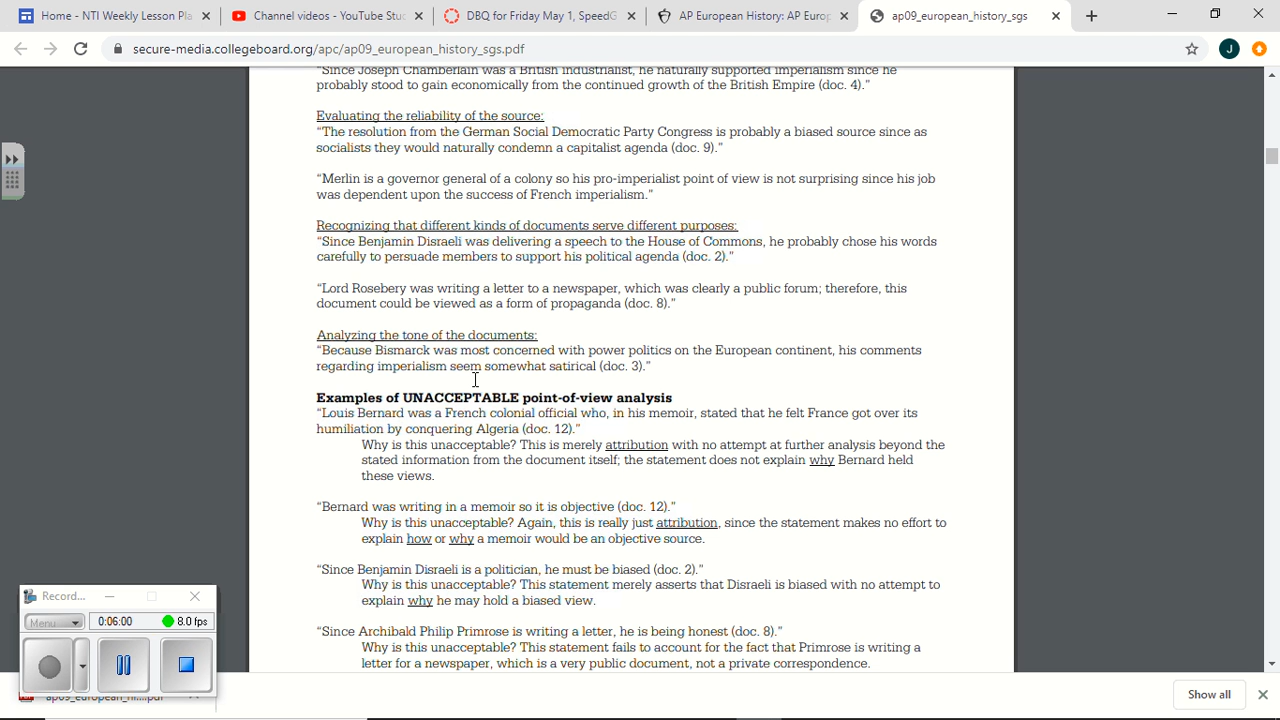 Home - NTI Weekly Lesson Pla
Channel videos - YouTube Stud
DBQ for Friday May 1, SpeedG
AP European History: AP Europ
ap09_european_history_sgs
secure-media.collegeboard.org/apc/ap09_european_history_sgs.pdf
J
“Since Joseph Chamberlain was a British industrialist, he naturally supported imperialism since he
probably stood to gain economically from the continued growth of the British Empire (doc. 4).”
Evaluating the reliability of the source:
“The resolution from the German Social Democratic Party Congress is probably a biased source since as
socialists they would naturally condemn a capitalist agenda (doc. 9).”
“Merlin is a governor general of a colony so his pro-imperialist point of view is not surprising since his job
was dependent upon the success of French imperialism.”
Recognizing that different kinds of documents serve different purposes:
“Since Benjamin Disraeli was delivering a speech to the House of Commons, he probably chose his words
carefully to persuade members to support his political agenda (doc. 2).”
“Lord Rosebery was writing a letter to a newspaper, which was clearly a public forum; therefore, this
document could be viewed as a form of propaganda (doc. 8).”
Analyzing the tone of the documents:
“Because Bismarck was most concerned with power politics on the European continent, his comments
regarding imperialism seem somewhat satirical (doc. 3).”
Examples of UNACCEPTABLE point-of-view analysis
“Louis Bernard was a French colonial official who, in his memoir, stated that he felt France got over its
humiliation by conquering Algeria (doc. 12).”
Why is this unacceptable? This is merely attribution with no attempt at further analysis beyond the
stated information from the document itself; the statement does not explain why Bernard held
these views.
“Bernard was writing in a memoir so it is objective (doc. 12).”
Why is this unacceptable? Again, this is really just attribution, since the statement makes no effort to
explain how or why a memoir would be an objective source.
“Since Benjamin Disraeli is a politician, he must be biased (doc. 2).”
Why is this unacceptable? This statement merely asserts that Disraeli is biased with no attempt to
explain why he may hold a biased view.
“Since Archibald Philip Primrose is writing a letter, he is being honest (doc. 8).”
Why is this unacceptable? This statement fails to account for the fact that Primrose is writing a
letter for a newspaper, which is a very public document, not a private correspondence.
Record...
Menu
0:06:00
8.0 fps
ap09_european_hi....pdf
Show all